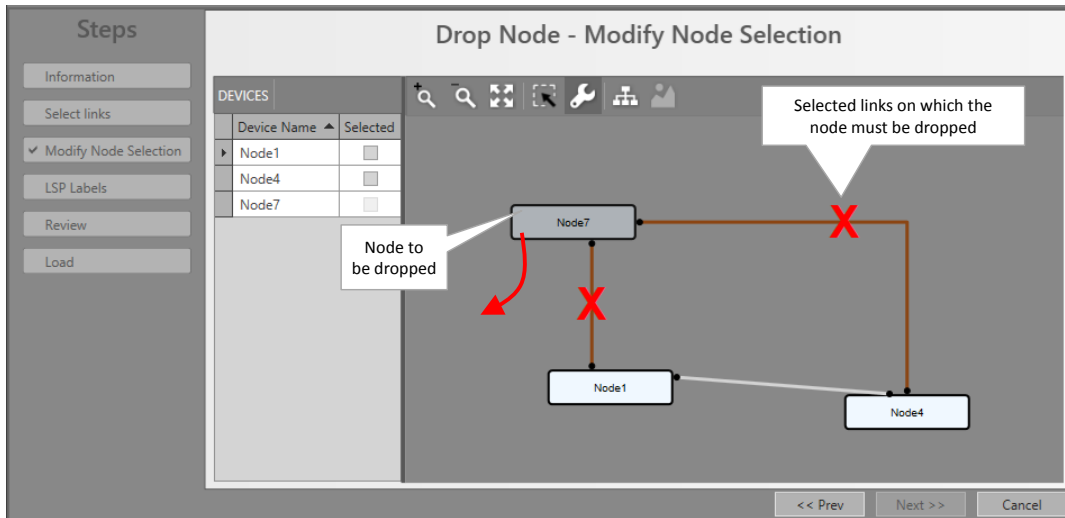 Steps
Drop Node - Modify Node Selection
Information
Select links
Modify Node Selection
LSP Labels
Review
Load
DEVICES
Device Name Selected
Node1
Node4
Node7
Selected links on which the
node must be dropped
Node7
X
Node to
be dropped
X
Node1
Node4
<< Prev
Next >>
Cancel